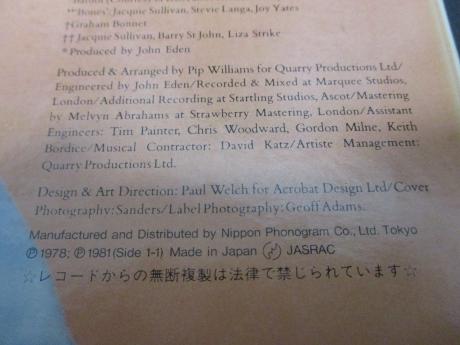 "'Bones': Jacquie Sullivan, Stevie Langa, Joy Yates
†Graham Bonnet
††Jacquie Sullivan, Barry St John, Liza Strike
*Produced by John Eden
Produced & Arranged by Pip Williams for Quarry Productions Ltd/
Engineered by John Eden/Recorded & Mixed at Marquee Studios,
London/Additional Recording at Startling Studios, Ascot/Mastering
by Melvyn Abrahams at Strawberry Mastering, London/Assistant
Engineers: Tim Painter, Chris Woodward, Gordon Milne, Keith
Bordice/Musical Contractor: David Katz/Artiste Management:
Quarry Productions Ltd.
Design & Art Direction: Paul Welch for Acrobat Design Ltd/Cover
Photography: Sanders/Label Photography: Geoff Adams.
Manufactured and Distributed by Nippon Phonogram Co., Ltd. Tokyo
℗1978; ℗1981 (Side 1-1) Made in Japan JASRAC
☆レコードからの無断複製は法律で禁じられています☆